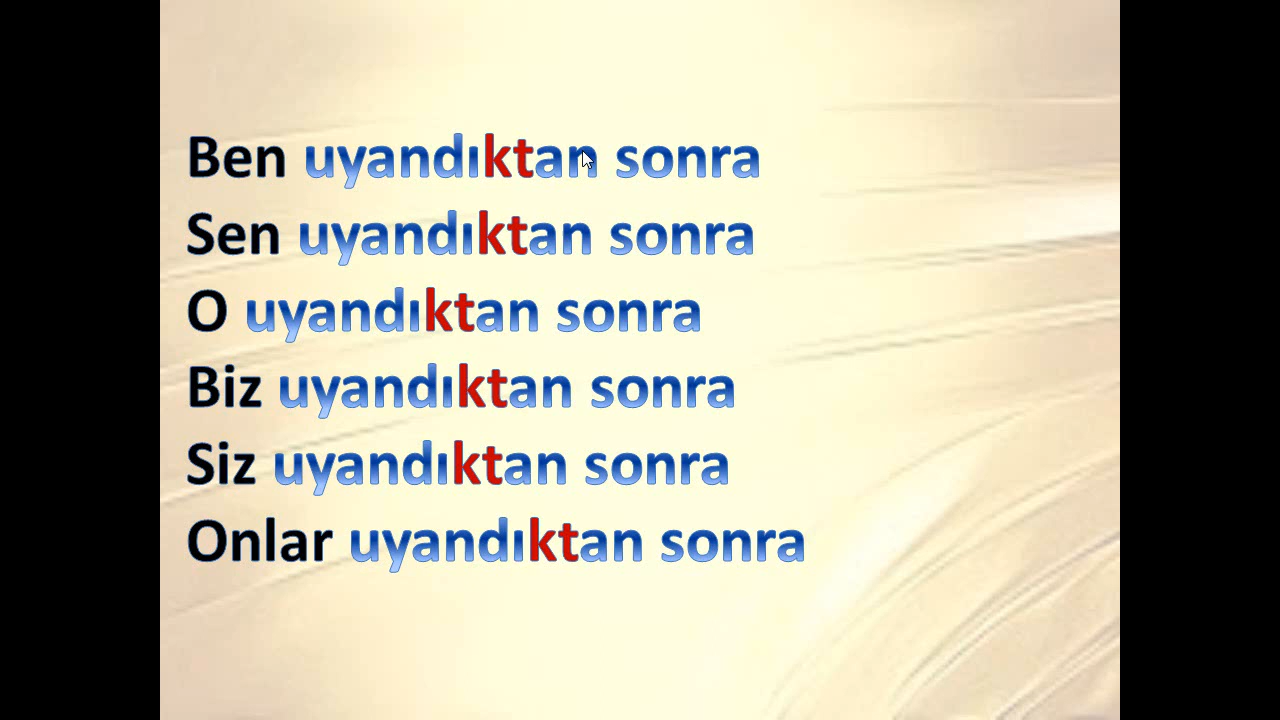 Ben uyandıktan sonra
Sen uyandıktan sonra
O uyandıktan sonra
Biz uyandıktan sonra
Siz uyandıktan sonra
Onlar uyandıktan sonra